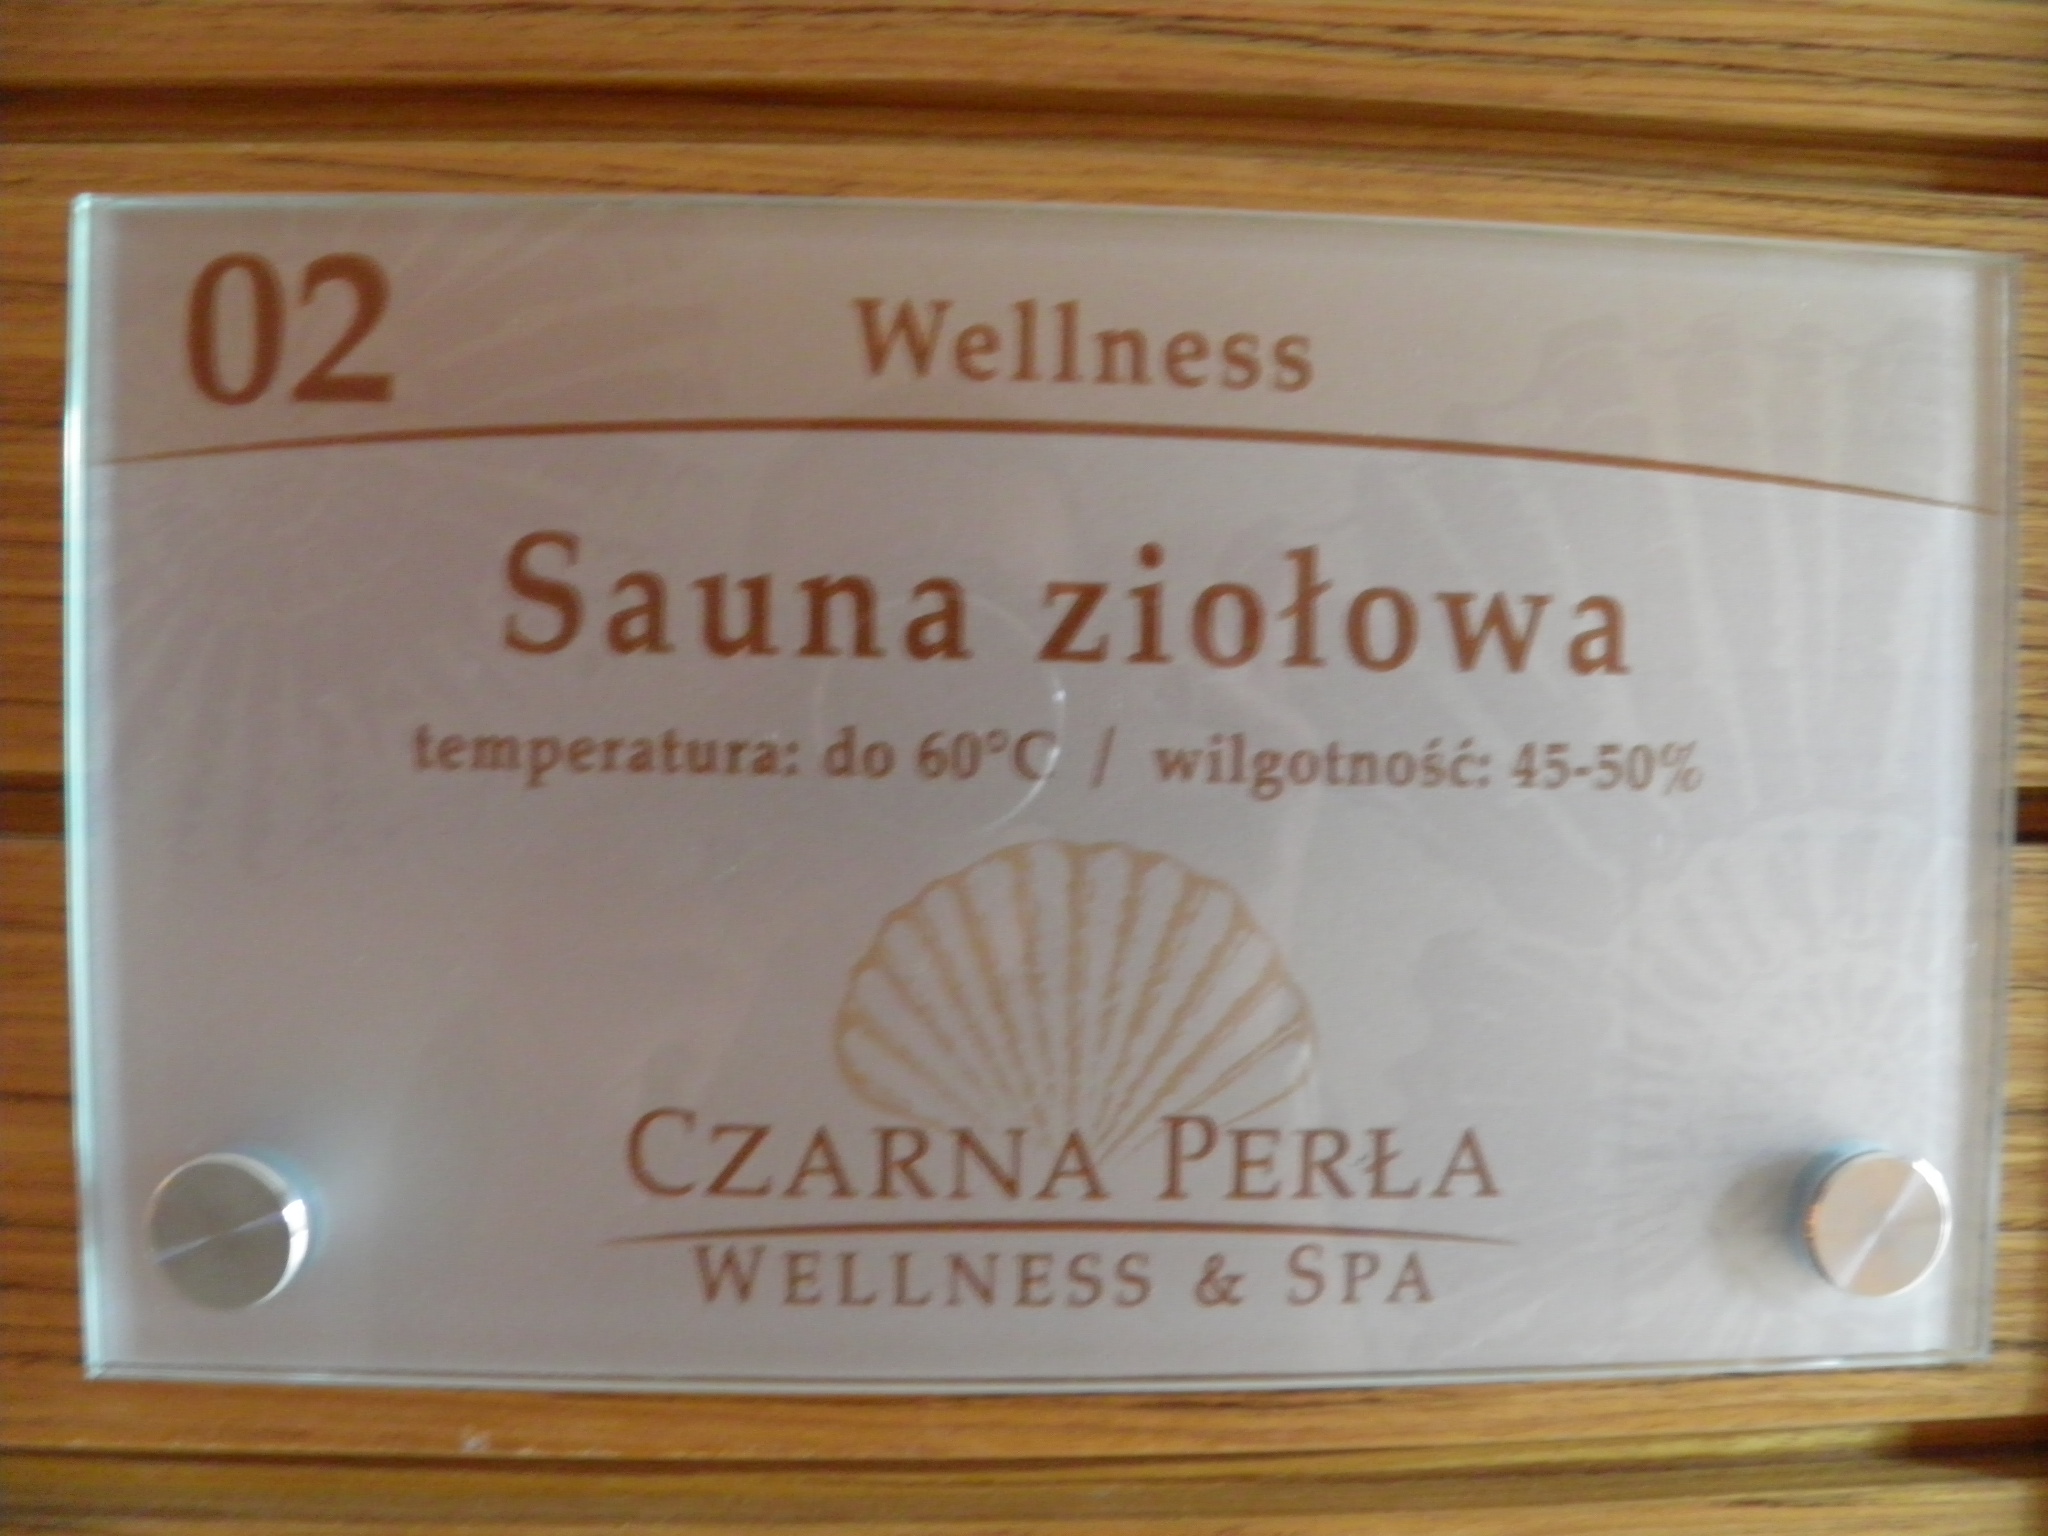 02
Wellness
Sauna ziołowa
temperatura: do 60°C / wilgotność: 45-50%
CZARNA PERŁA
WELLNESS & SPA